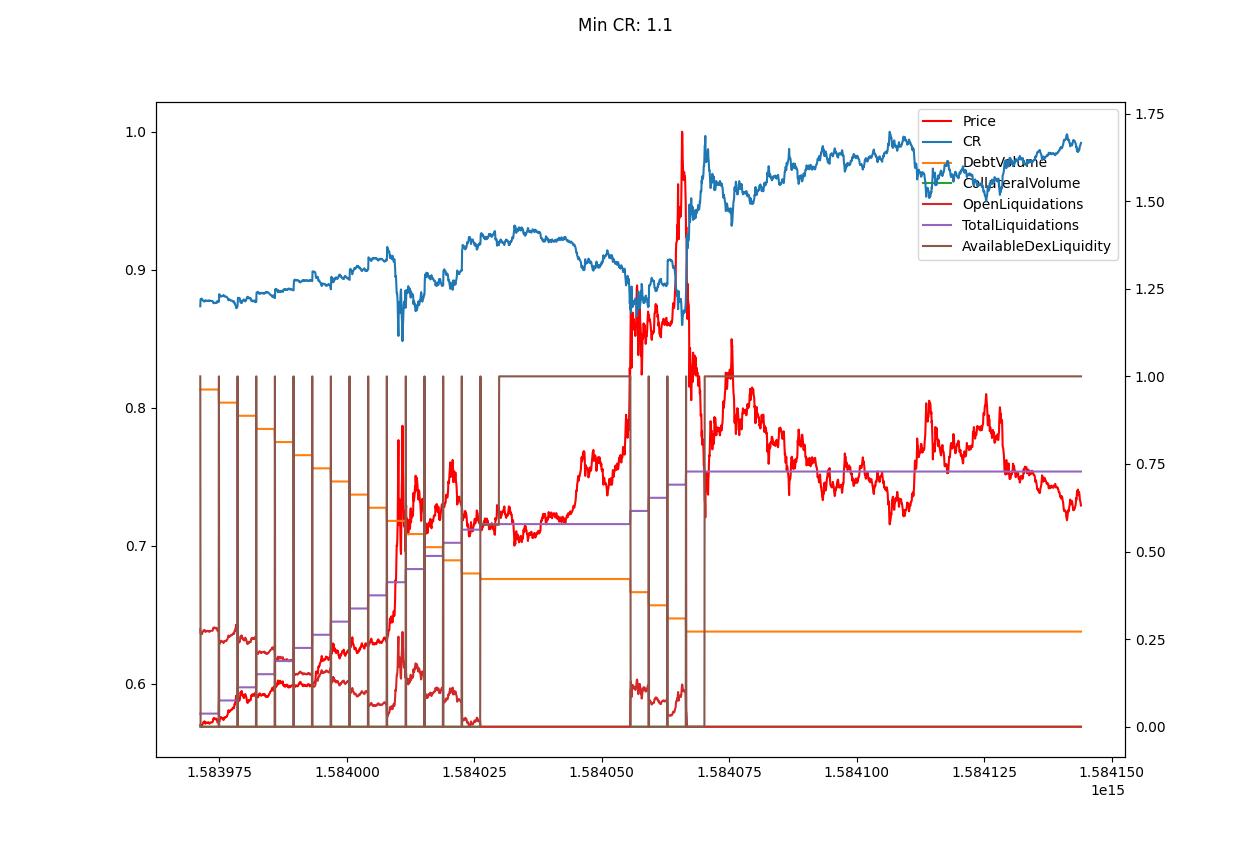 Min CR: 1.1
1.0
0.9
0.8
0.7
0.6
1.75
1.50
1.25
1.00
0.75
0.50
0.25
0.00
Price
CR
DebtVolume
CollateralVolume
OpenLiquidations
TotalLiquidations
AvailableDexLiquidity
1.583975 1.584000 1.584025 1.584050 1.584075 1.584100 1.584125 1.584150
1e15